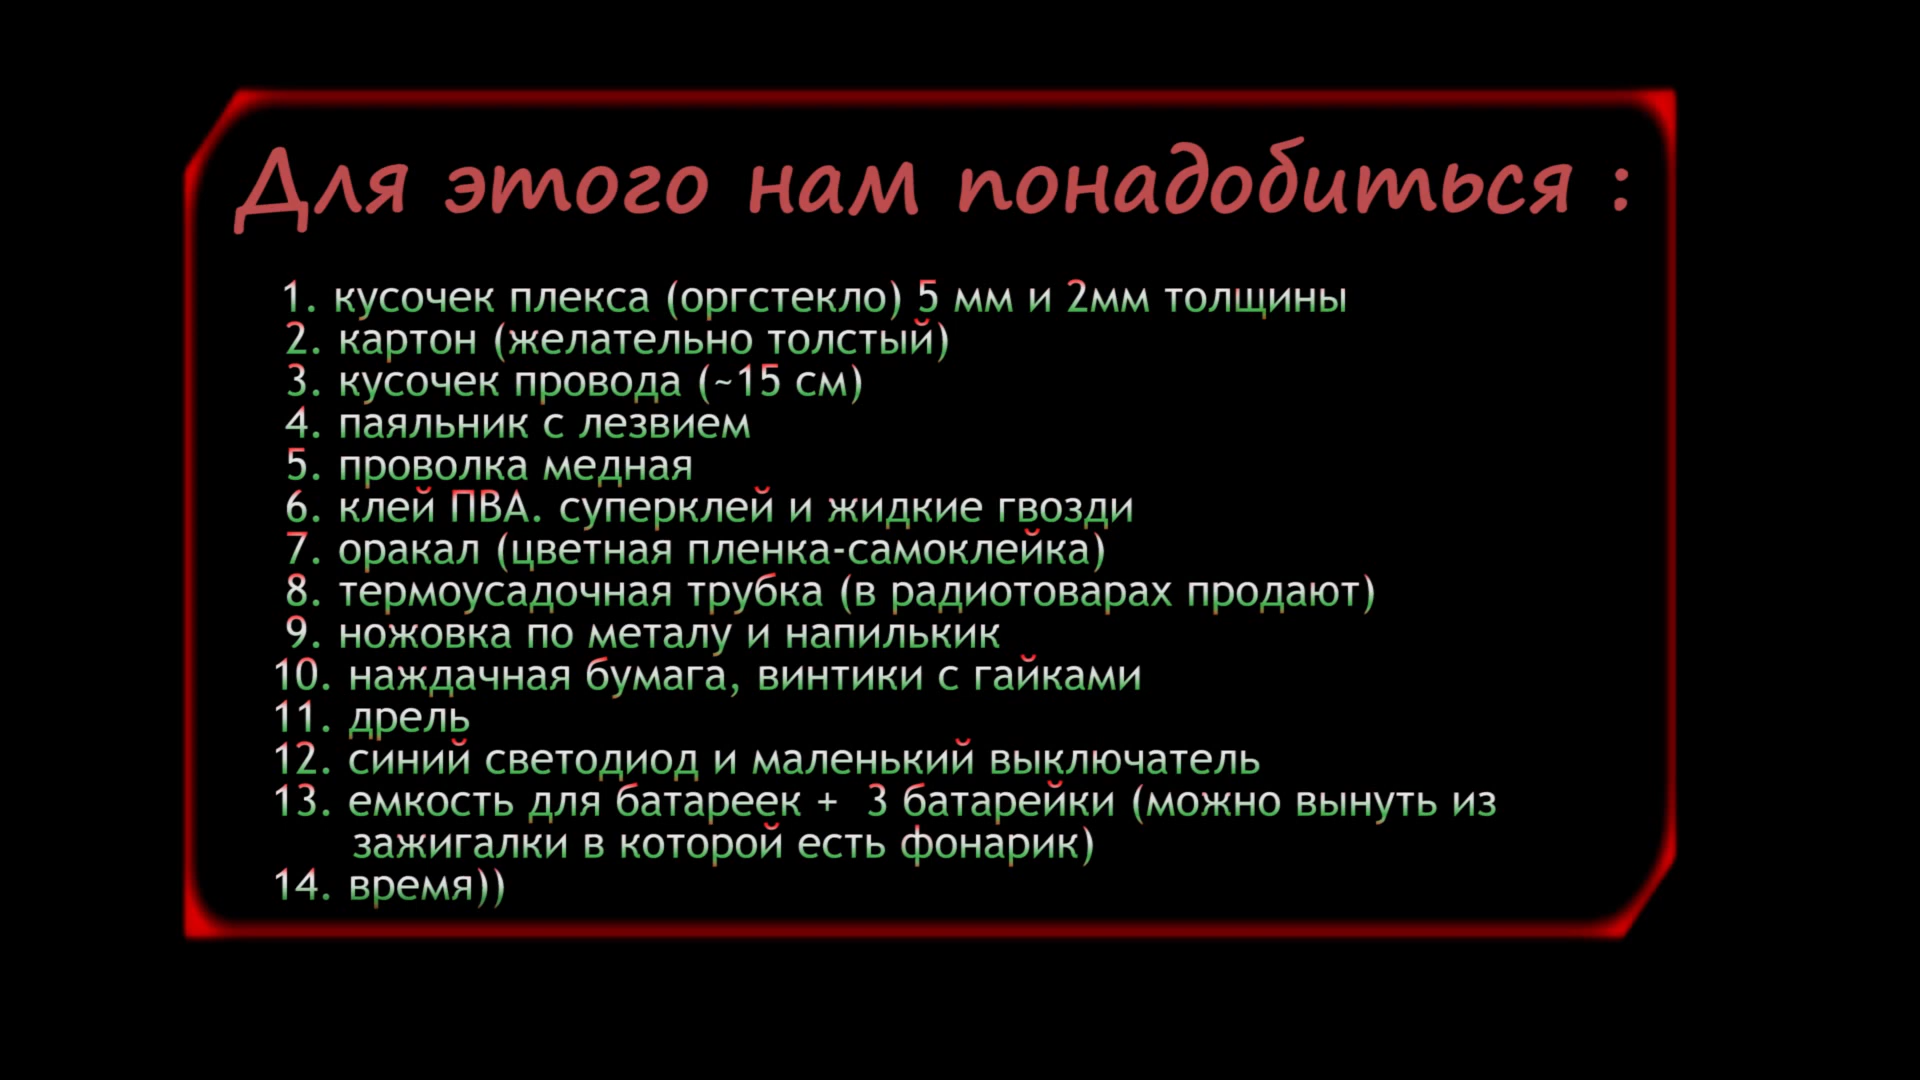 Для этого нам понадобиться :
1. кусочек плекса (оргстекло) 5 мм и 2мм толщины
2. картон (желательно толстый)
3. кусочек провода (~15 см)
4. паяльник с лезвием
5. проволка медная
6. клей ПВА. суперклей и жидкие гвозди
7. оракал (цветная пленка-самоклейка)
8. термоусадочная трубка (в радиотоварах продают)
9. ножовка по металу и напилькик
10. наждачная бумага, винтики с гайками
11. дрель
12. синий светодиод и маленький выключатель
13. емкость для батареек + 3 батарейки (можно вынуть из
зажигалки в которой есть фонарик)
14. время))